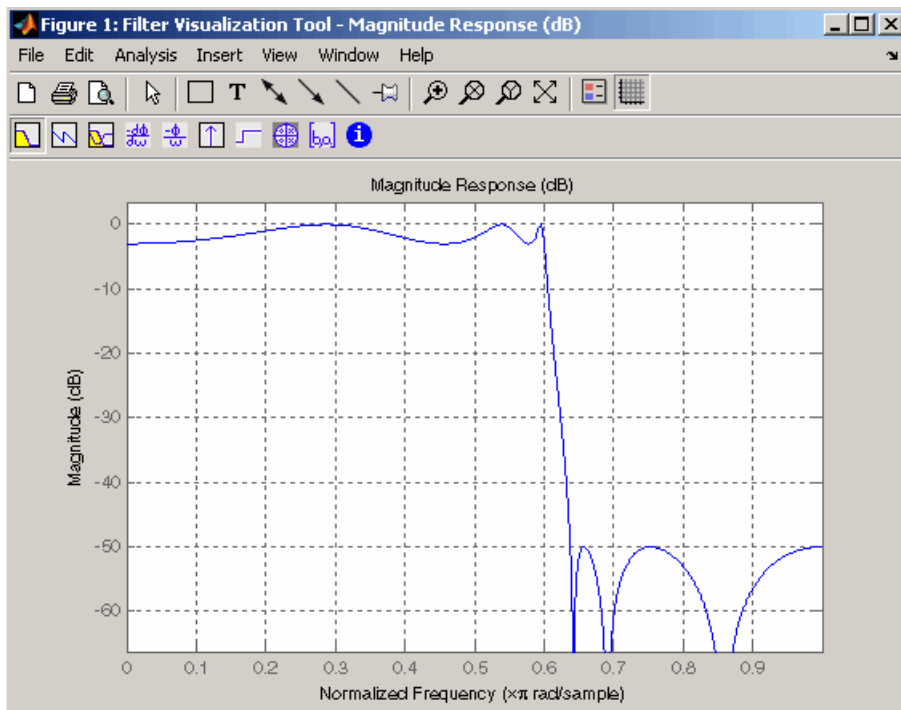 Figure 1: Filter Visualization Tool - Magnitude Response (dB)
File Edit Analysis Insert View Window Help
T
-dϕ
dω
-ϕ
ω
[b,a]
i
Magnitude Response (dB)
0
-10
-20
-30
-40
-50
-60
Magnitude (dB)
0 0.1 0.2 0.3 0.4 0.5 0.6 0.7 0.8 0.9
Normalized Frequency (×π rad/sample)